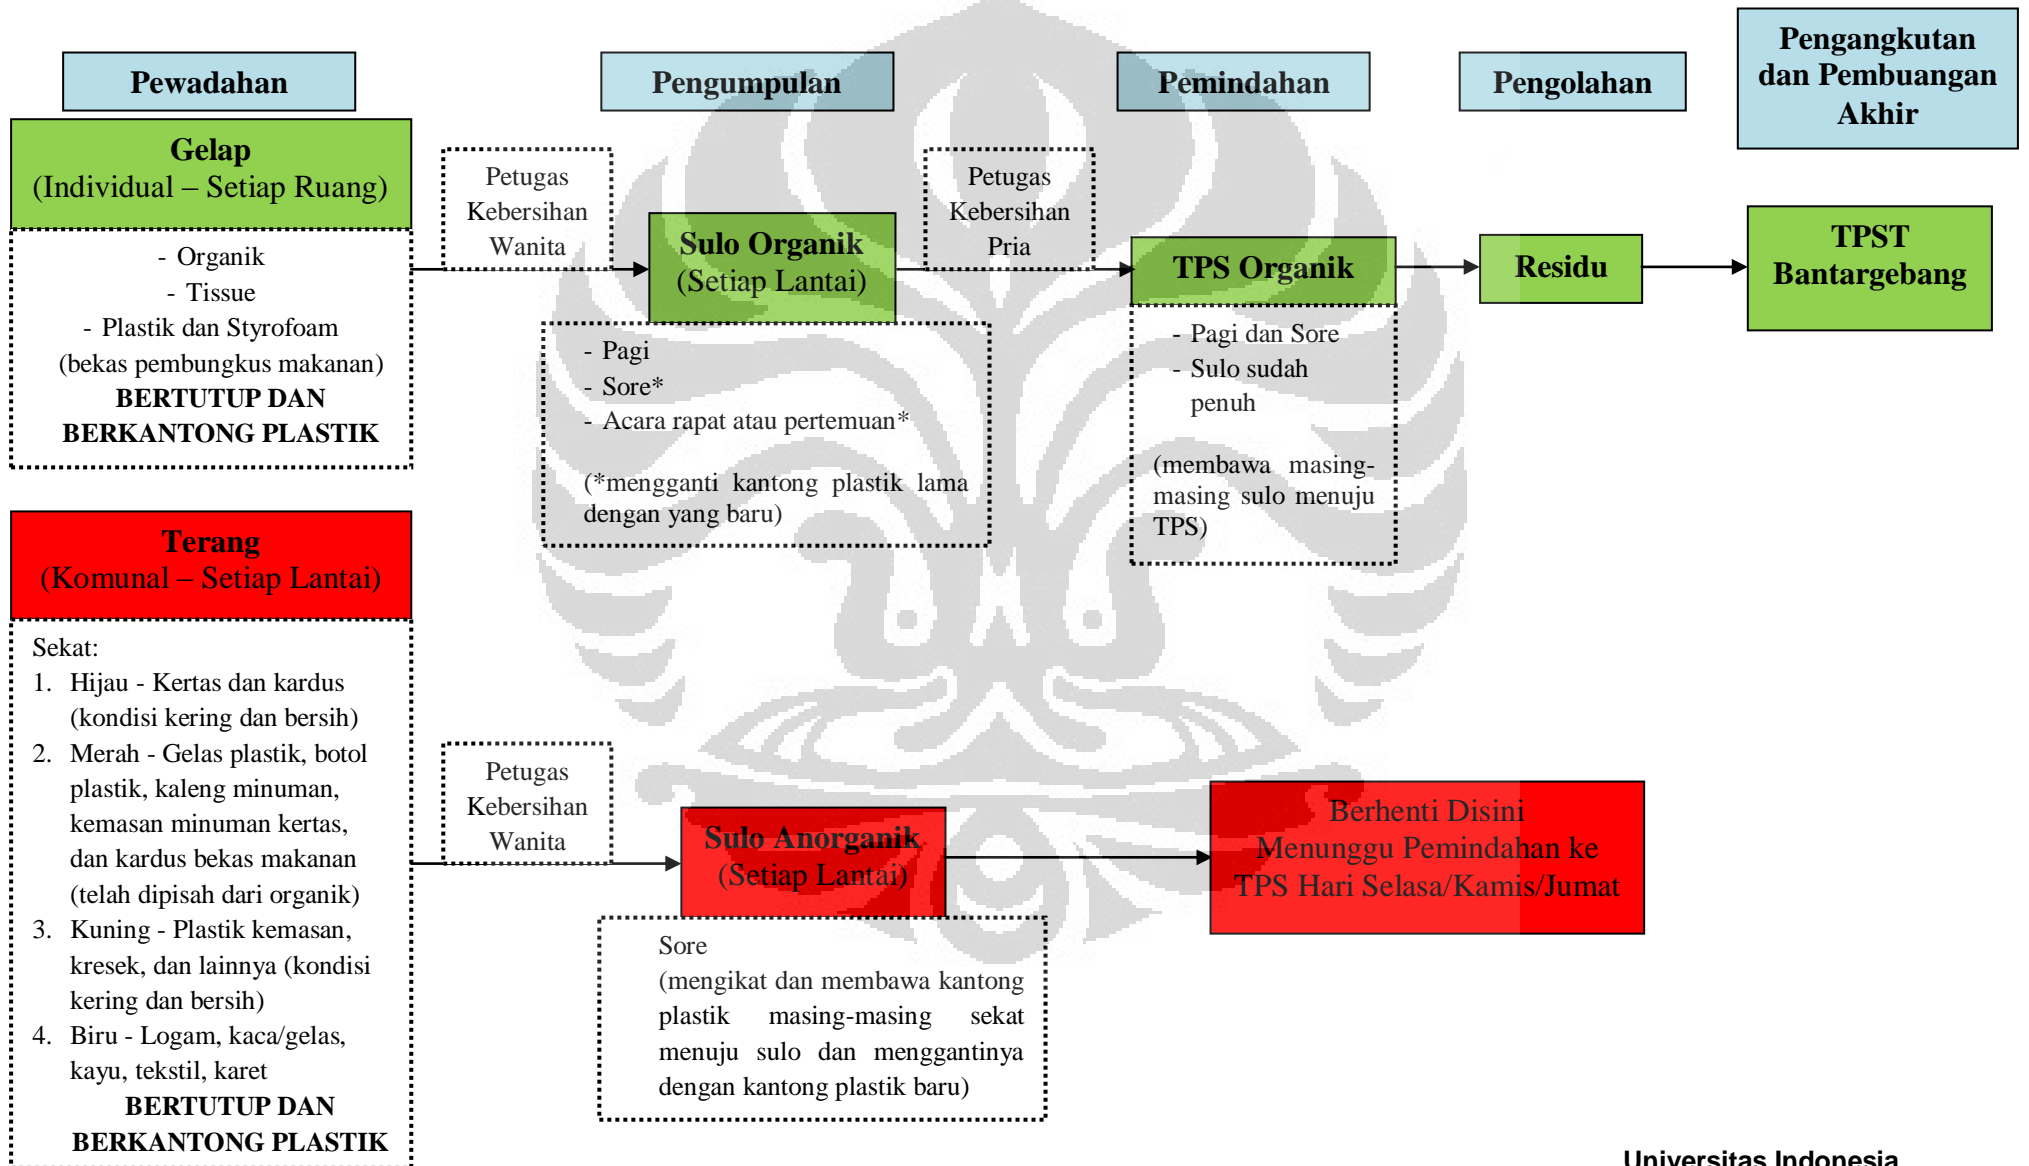 Pewadahan
Pengumpulan
Pemindahan
Pengolahan
Pengangkutan
dan Pembuangan
Akhir
Gelap
(Individual – Setiap Ruang)
- Organik
- Tissue
- Plastik dan Styrofoam
(bekas pembungkus makanan)
BERTUTUP DAN
BERKANTONG PLASTIK
Petugas
Kebersihan
Wanita
Sulo Organik
(Setiap Lantai)
- Pagi
- Sore*
- Acara rapat atau pertemuan*
(*mengganti kantong plastik lama
dengan yang baru)
Petugas
Kebersihan
Pria
TPS Organik
- Pagi dan Sore
- Sulo sudah
penuh
(membawa masing-
masing sulo menuju
TPS)
Residu
TPST
Bantargebang
Terang
(Komunal – Setiap Lantai)
Sekat:
1. Hijau - Kertas dan kardus
(kondisi kering dan bersih)
2. Merah - Gelas plastik, botol
plastik, kaleng minuman,
kemasan minuman kertas,
dan kardus bekas makanan
(telah dipisah dari organik)
3. Kuning - Plastik kemasan,
kresek, dan lainnya (kondisi
kering dan bersih)
4. Biru - Logam, kaca/gelas,
kayu, tekstil, karet
BERTUTUP DAN
BERKANTONG PLASTIK
Petugas
Kebersihan
Wanita
Sulo Anorganik
(Setiap Lantai)
Sore
(mengikat dan membawa kantong
plastik masing-masing sekat
menuju sulo dan menggantinya
dengan kantong plastik baru)
Berhenti Disini
Menunggu Pemindahan ke
TPS Hari Selasa/Kamis/Jumat
Universitas Indonesia